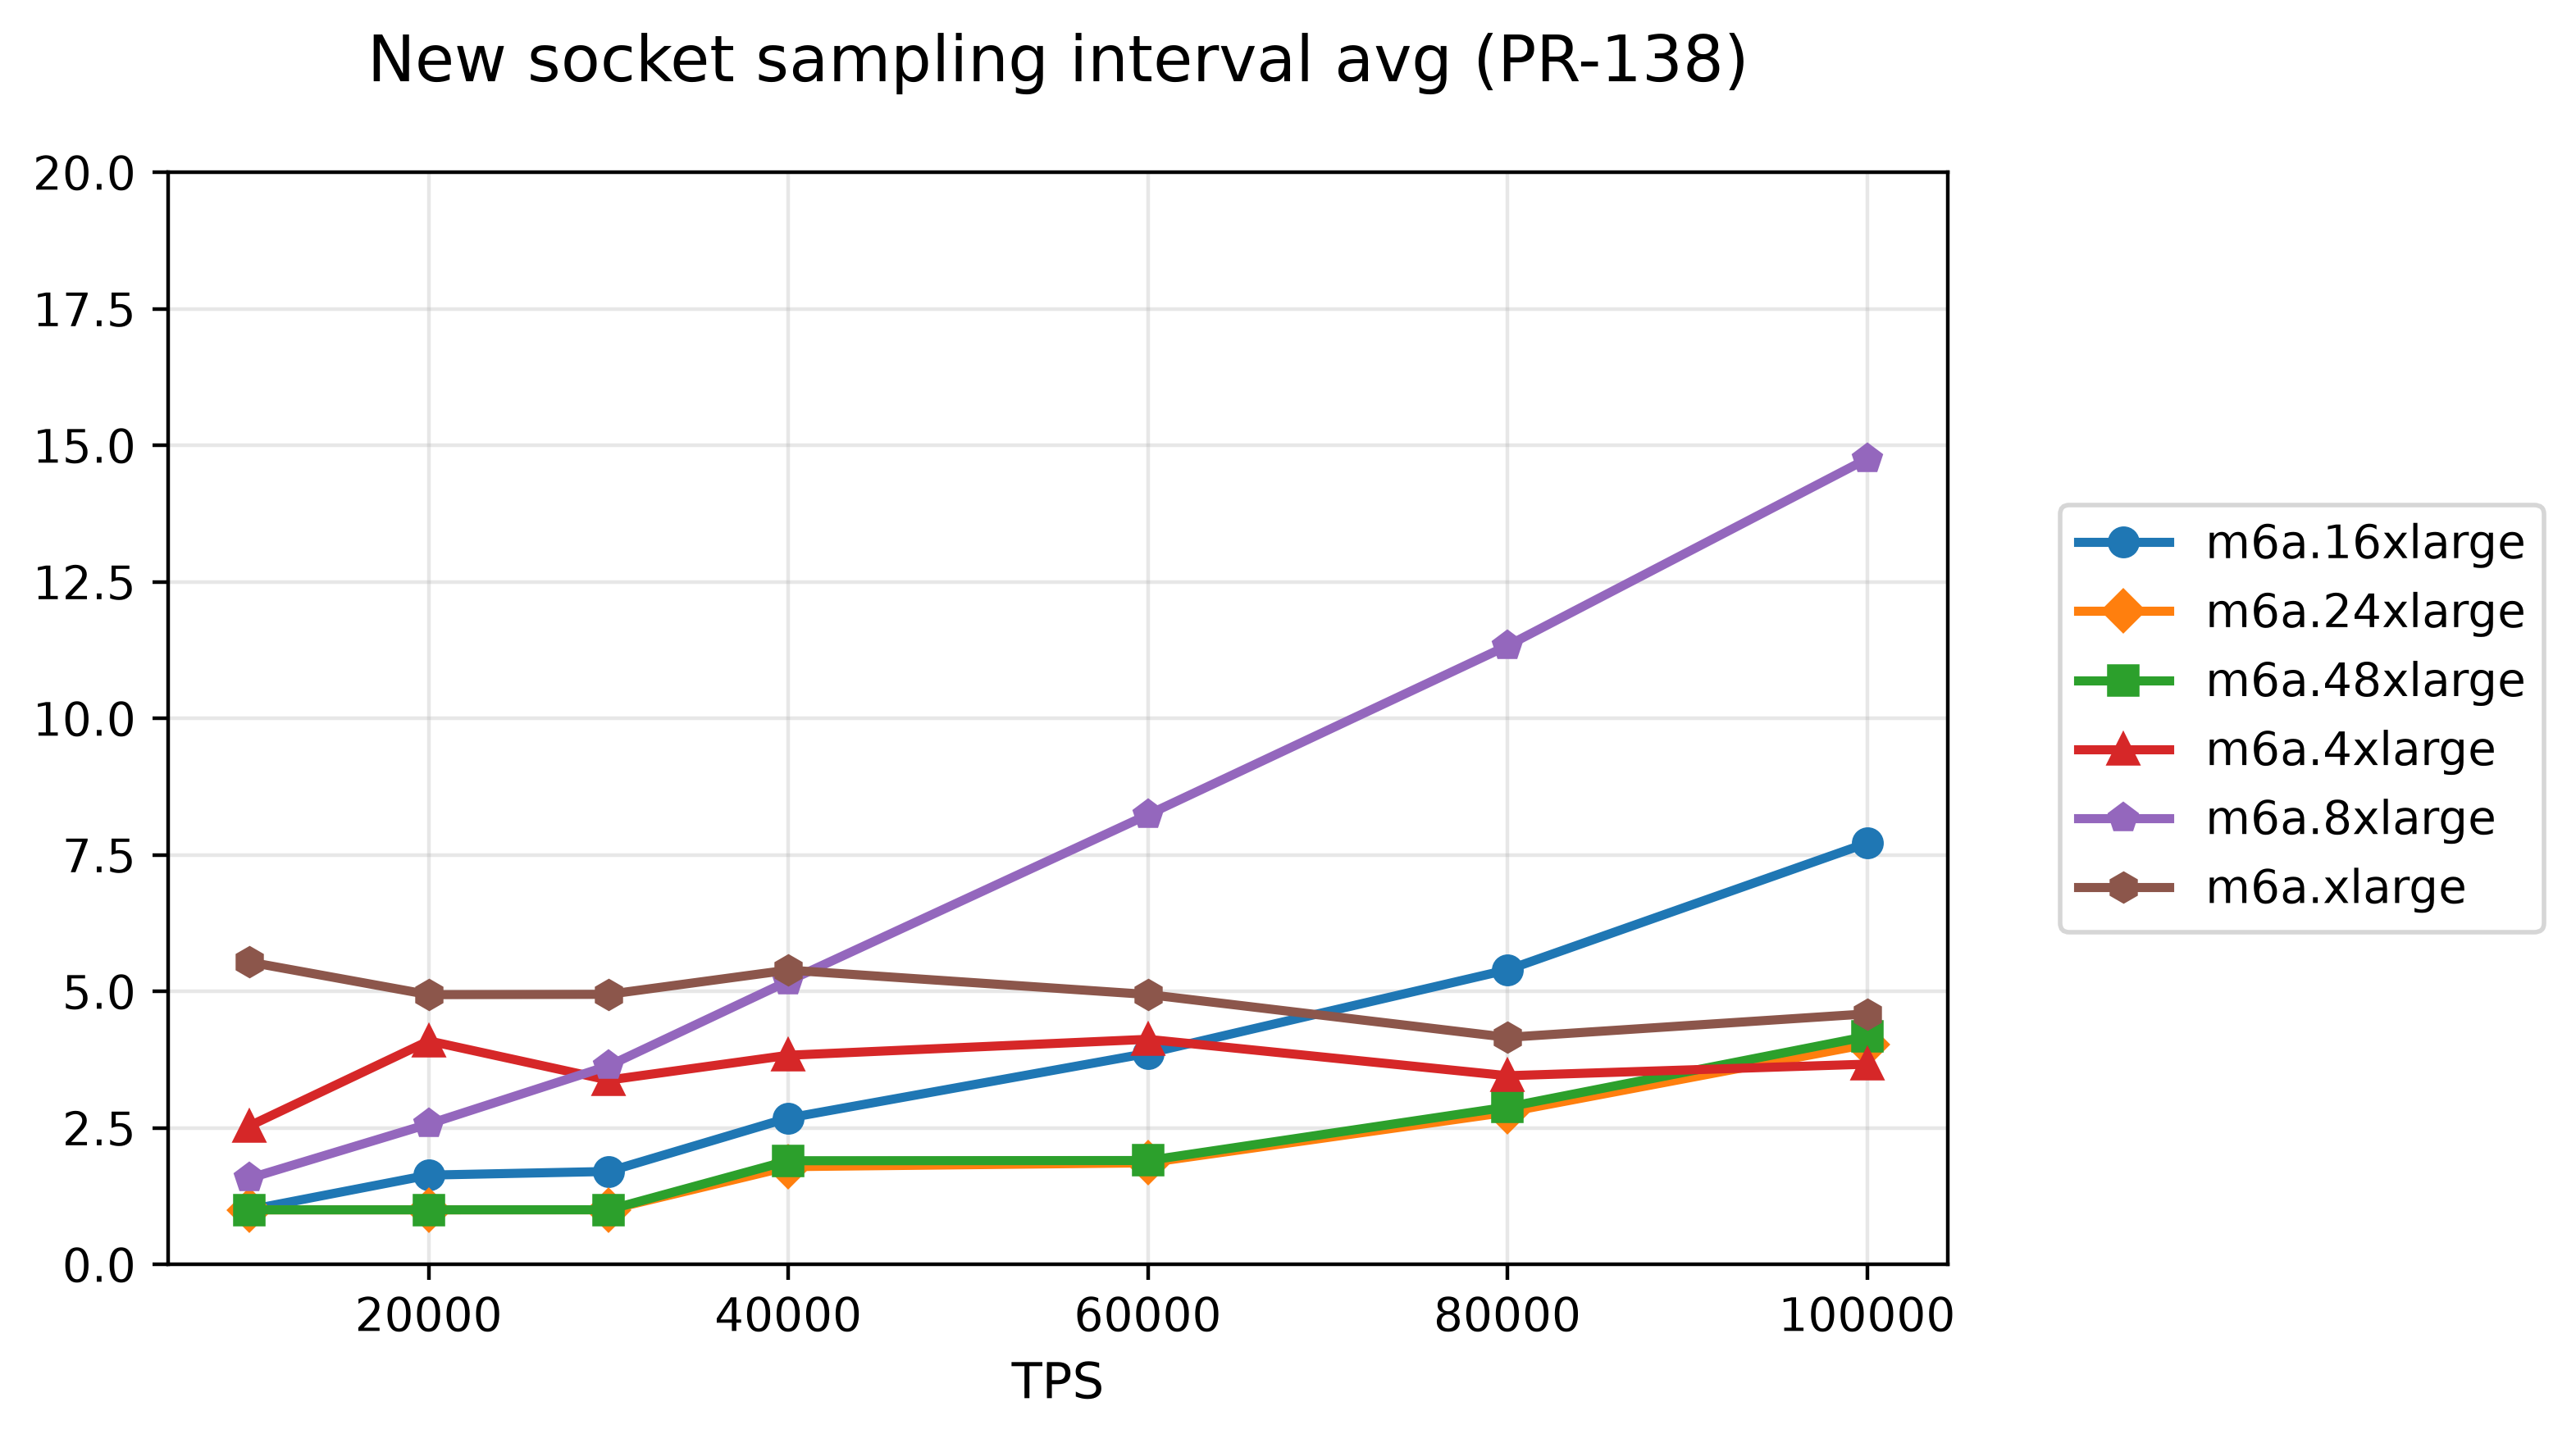 New socket sampling interval avg (PR-138)
20.0
17.5
15.0
12.5
10.0
7.5
5.0
2.5
0.0
20000 40000 60000 80000 100000
TPS
m6a.16xlarge
m6a.24xlarge
m6a.48xlarge
m6a.4xlarge
m6a.8xlarge
m6a.xlarge